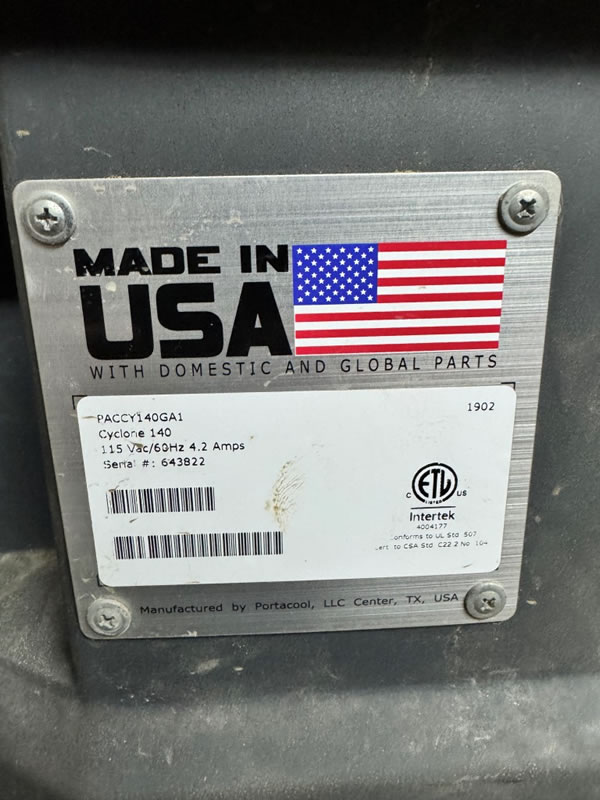 MADE IN
USA
WITH DOMESTIC AND GLOBAL PARTS
PACCY140GA1
1902
Cyclone 140
115 Vac/60Hz 4.2 Amps
Serial #: 643822
ETL
C US
Intertek
4004177
Conforms to UL Std 507
Cert. to CSA Std C22.2 No. 104
Manufactured by Portacool, LLC Center, TX, USA